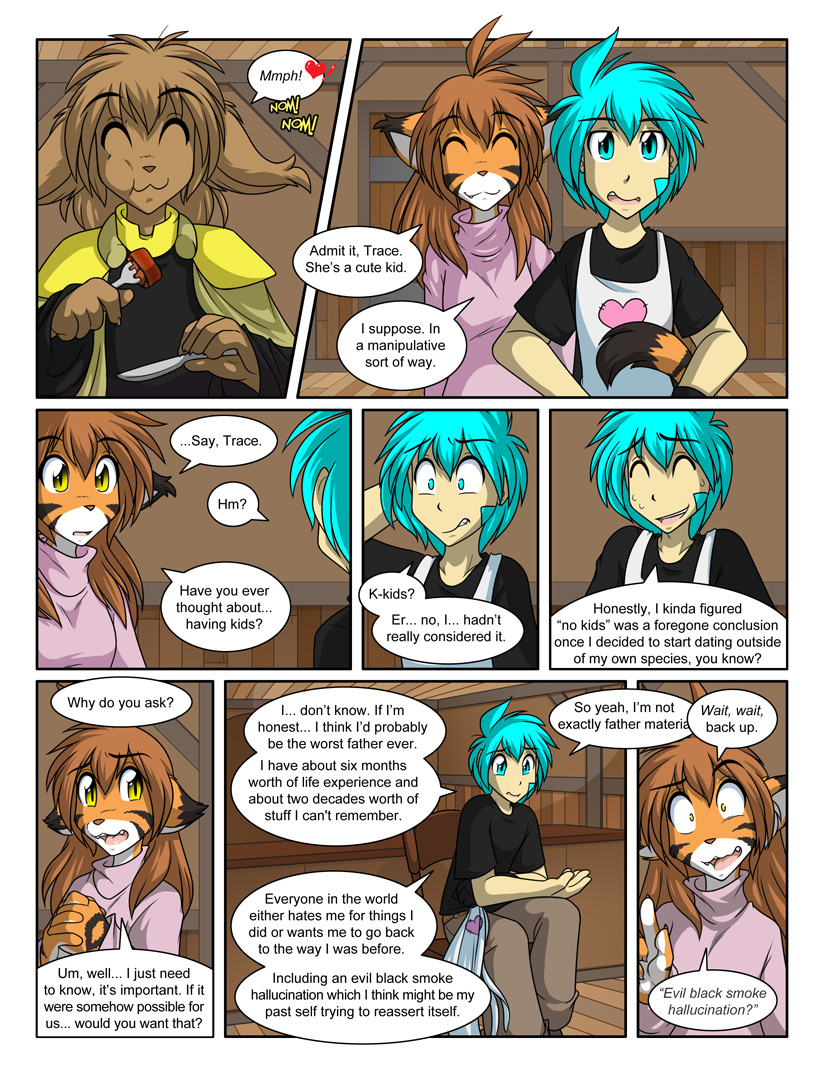 Mmph!
NOM!
NOM!
Admit it, Trace.
She's a cute kid.
I suppose. In
a manipulative
sort of way.
...Say, Trace.
Hm?
Have you ever
thought about...
having kids?
K-kids?
Er... no, I... hadn't
really considered it.
Honestly, I kinda figured
“no kids” was a foregone conclusion
once I decided to start dating outside
of my own species, you know?
Why do you ask?
Um, well... I just need
to know, it's important. If it
were somehow possible for
us... would you want that?
I... don't know. If I'm
honest... I think I'd probably
be the worst father ever.
I have about six months
worth of life experience and
about two decades worth of
stuff I can't remember.
Everyone in the world
either hates me for things I
did or wants me to go back
to the way I was before.
Including an evil black smoke
hallucination which I think might be my
past self trying to reassert itself.
So yeah, I'm not
exactly father materia
Wait, wait,
back up.
“Evil black smoke
hallucination?”